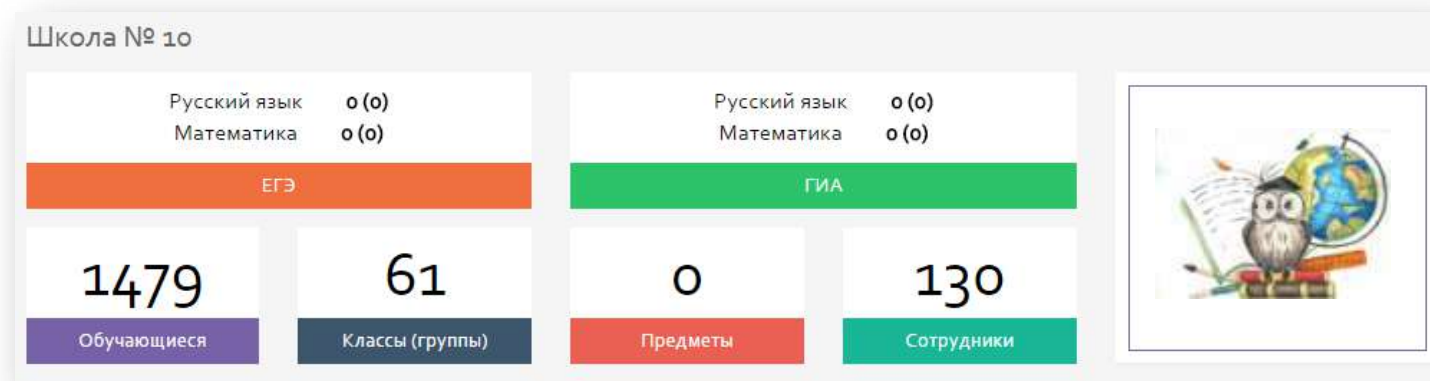 Школа № 10
Русский язык 0 (0)
Математика 0 (0)
ЕГЭ
Русский язык 0 (0)
Математика 0 (0)
ГИА
1479
Обучающиеся
61
Классы (группы)
0
Предметы
130
Сотрудники